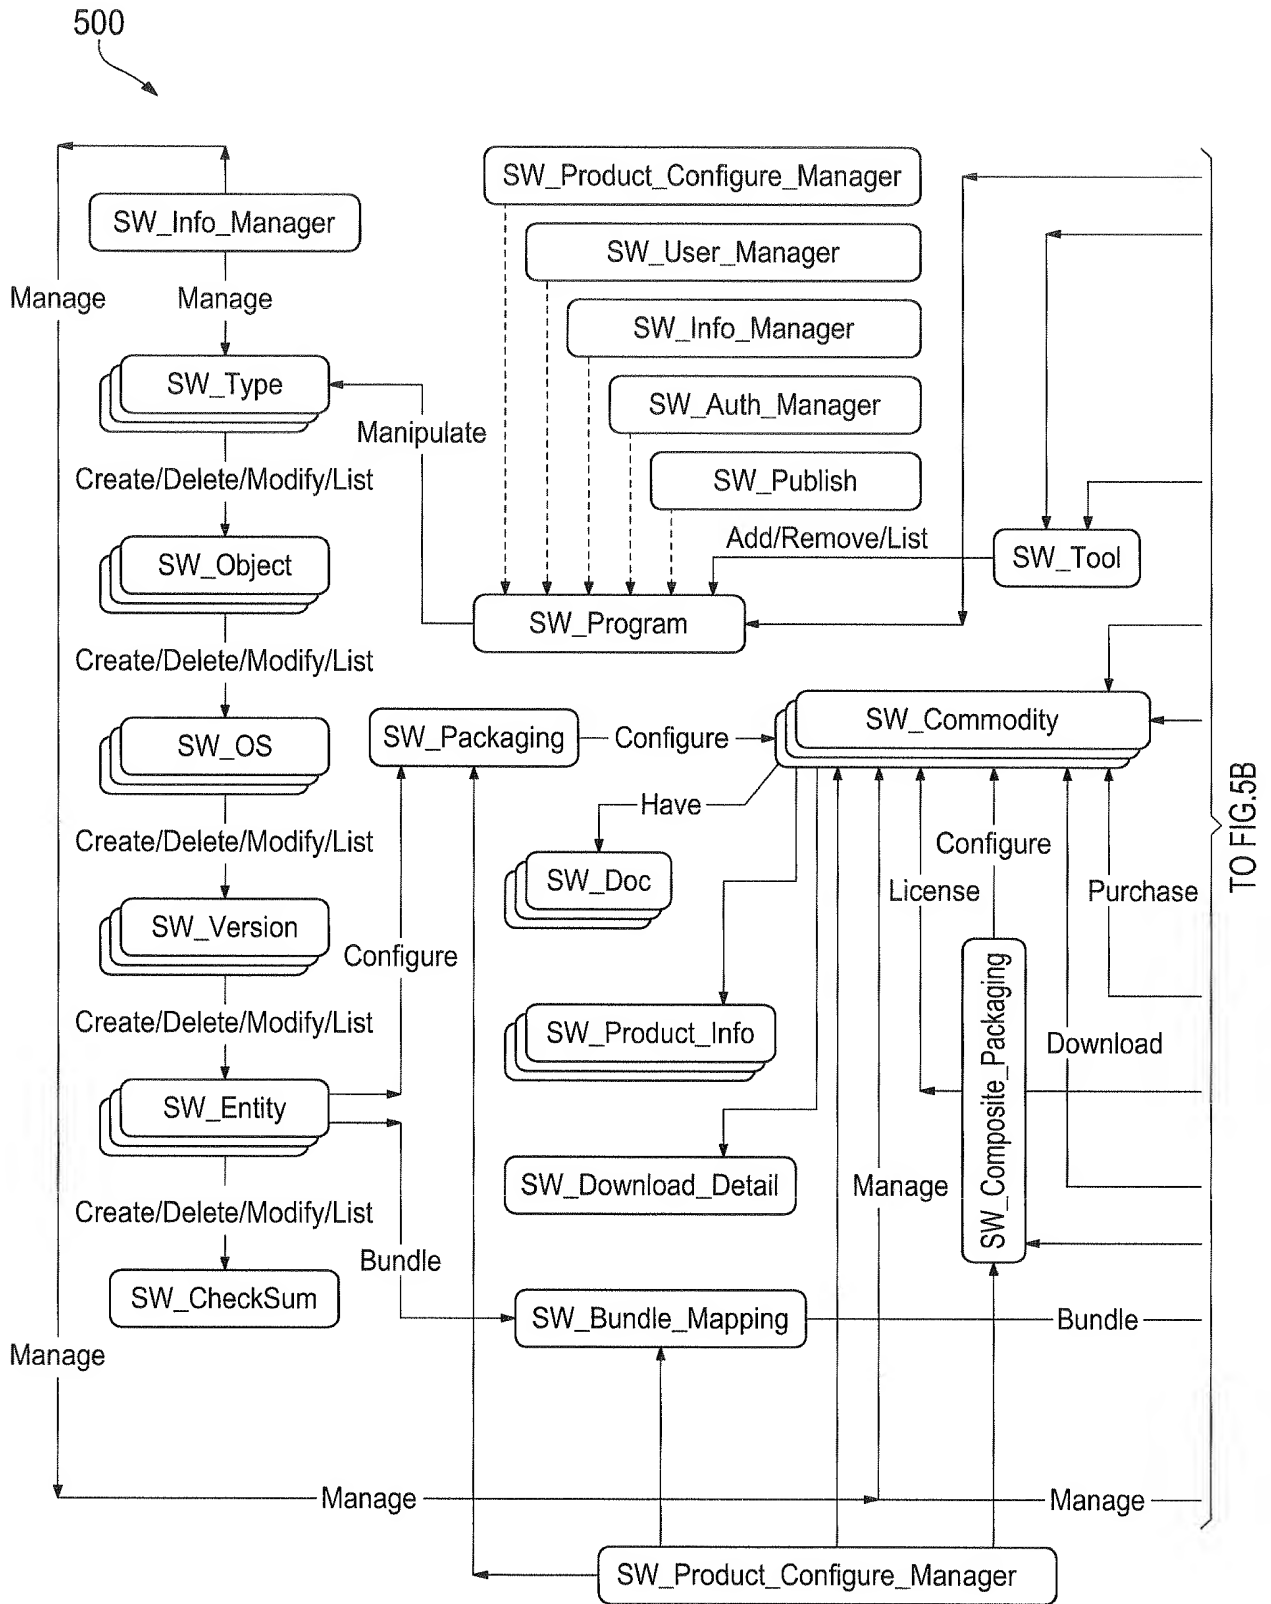 500
SW_Product_Configure_Manager
SW_Info_Manager
SW_User_Manager
Manage
Manage
SW_Info_Manager
SW_Type
SW_Auth_Manager
Manipulate
Create/Delete/Modify/List
SW_Publish
Add/Remove/List
SW_Object
SW_Tool
SW_Program
Create/Delete/Modify/List
SW_OS
SW_Packaging
Configure
SW_Commodity
Have
Create/Delete/Modify/List
Configure
TO FIG.5B
SW_Doc
License
Purchase
SW_Version
Configure
Create/Delete/Modify/List
SW_Product_Info
SW_Composite_Packaging
Download
SW_Entity
SW_Download_Detail
Manage
Create/Delete/Modify/List
Bundle
SW_CheckSum
SW_Bundle_Mapping
Bundle
Manage
Manage
Manage
SW_Product_Configure_Manager